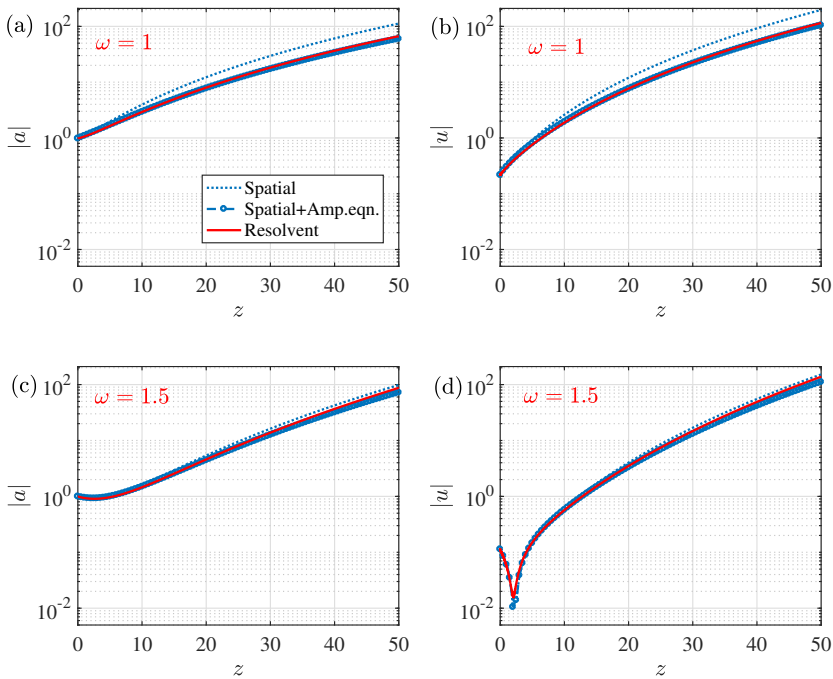 (a)
ω = 1
|a|
10^2
10^0
10^-2
Spatial
Spatial+Amp.eqn.
Resolvent
0 10 20 30 40 50
z
(b)
ω = 1
|u|
10^2
10^0
10^-2
0 10 20 30 40 50
z
(c)
ω = 1.5
|a|
10^2
10^0
10^-2
0 10 20 30 40 50
z
(d)
ω = 1.5
|u|
10^2
10^0
10^-2
0 10 20 30 40 50
z